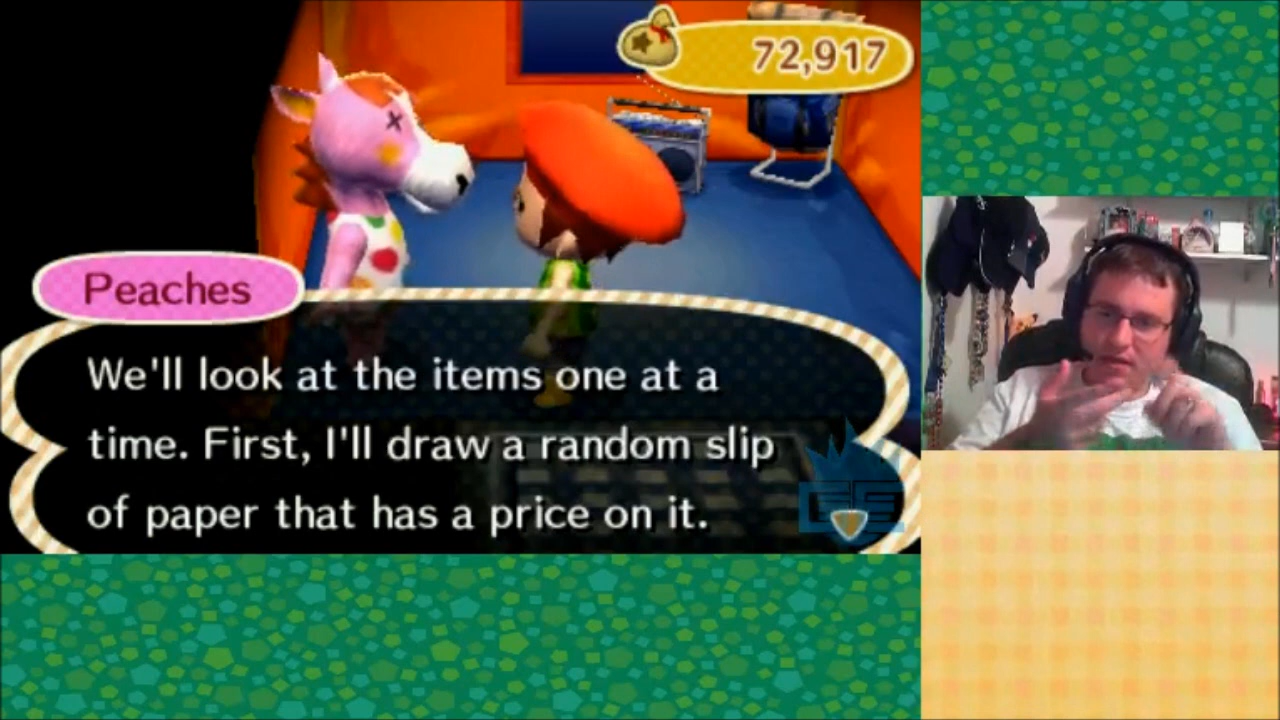 72,917
Peaches
We'll look at the items one at a
time. First, I'll draw a random slip
of paper that has a price on it.